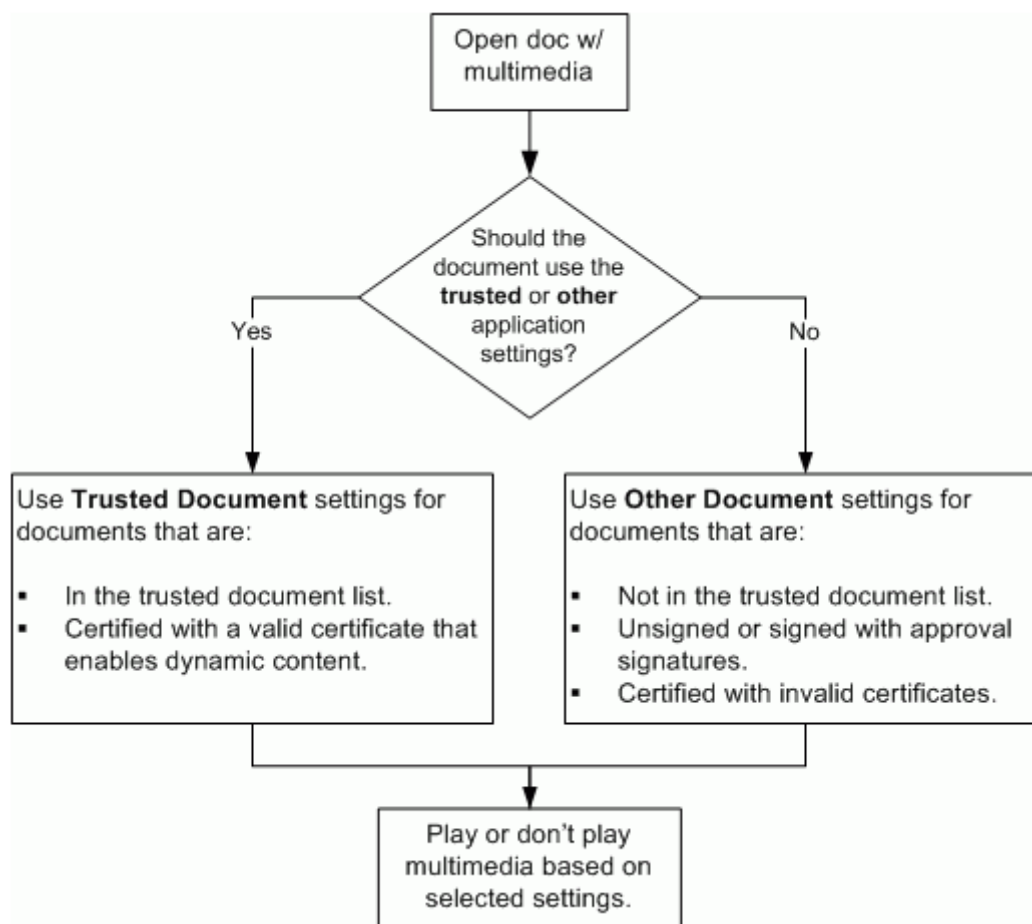 Open doc w/
multimedia
Should the
document use the
trusted or other
application
settings?
Yes
No
Use Trusted Document settings for
documents that are:
▪ In the trusted document list.
▪ Certified with a valid certificate that
enables dynamic content.
Use Other Document settings for
documents that are:
▪ Not in the trusted document list.
▪ Unsigned or signed with approval
signatures.
▪ Certified with invalid certificates.
Play or don't play
multimedia based on
selected settings.